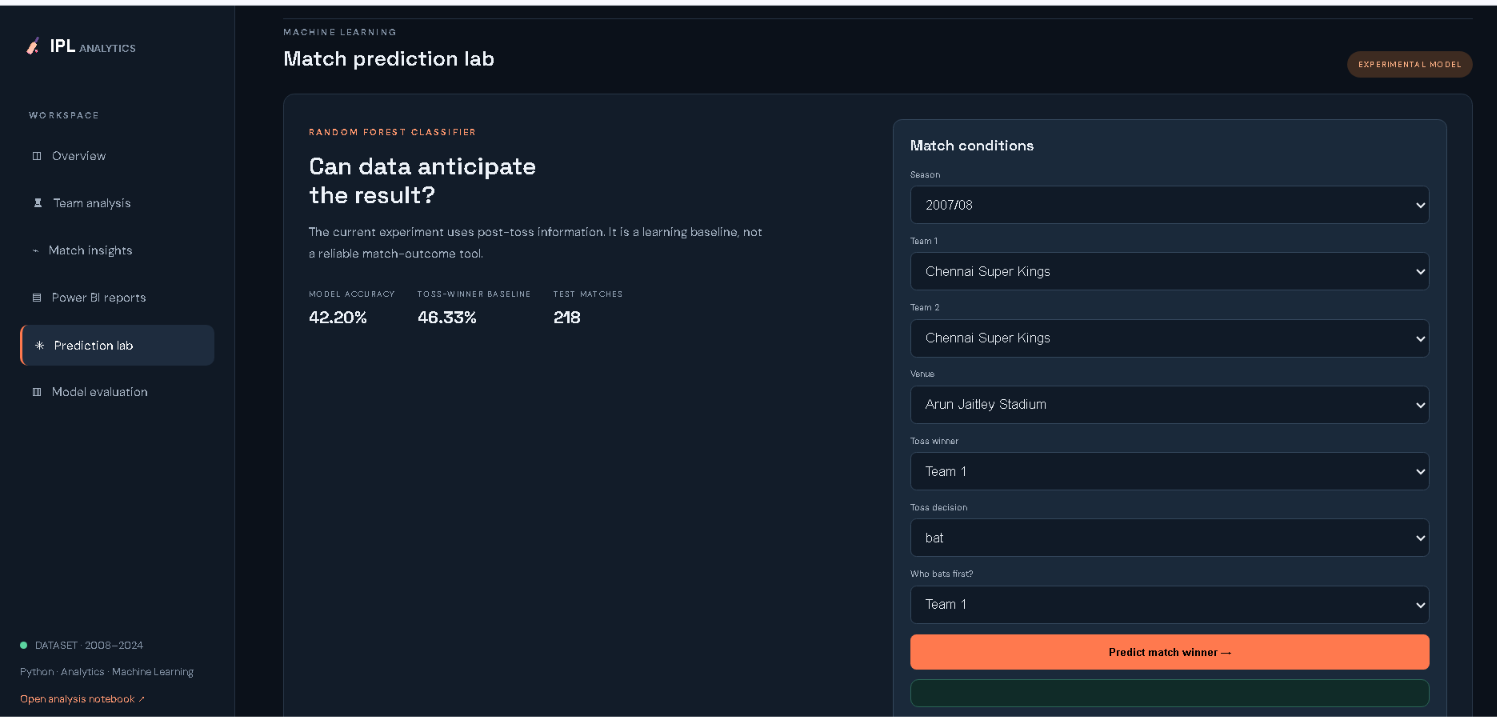 IPL ANALYTICS
WORKSPACE
Overview
Team analysis
Match insights
Power BI reports
Prediction lab
Model evaluation
DATASET · 2008–2024
Python · Analytics · Machine Learning
Open analysis notebook ↗
MACHINE LEARNING
Match prediction lab
EXPERIMENTAL MODEL
RANDOM FOREST CLASSIFIER
Can data anticipate
the result?
The current experiment uses post-toss information. It is a learning baseline, not
a reliable match-outcome tool.
MODEL ACCURACY TOSS-WINNER BASELINE TEST MATCHES
42.20% 46.33% 218
Match conditions
Season
2007/08
Team 1
Chennai Super Kings
Team 2
Chennai Super Kings
Venue
Arun Jaitley Stadium
Toss winner
Team 1
Toss decision
bat
Who bats first?
Team 1
Predict match winner →